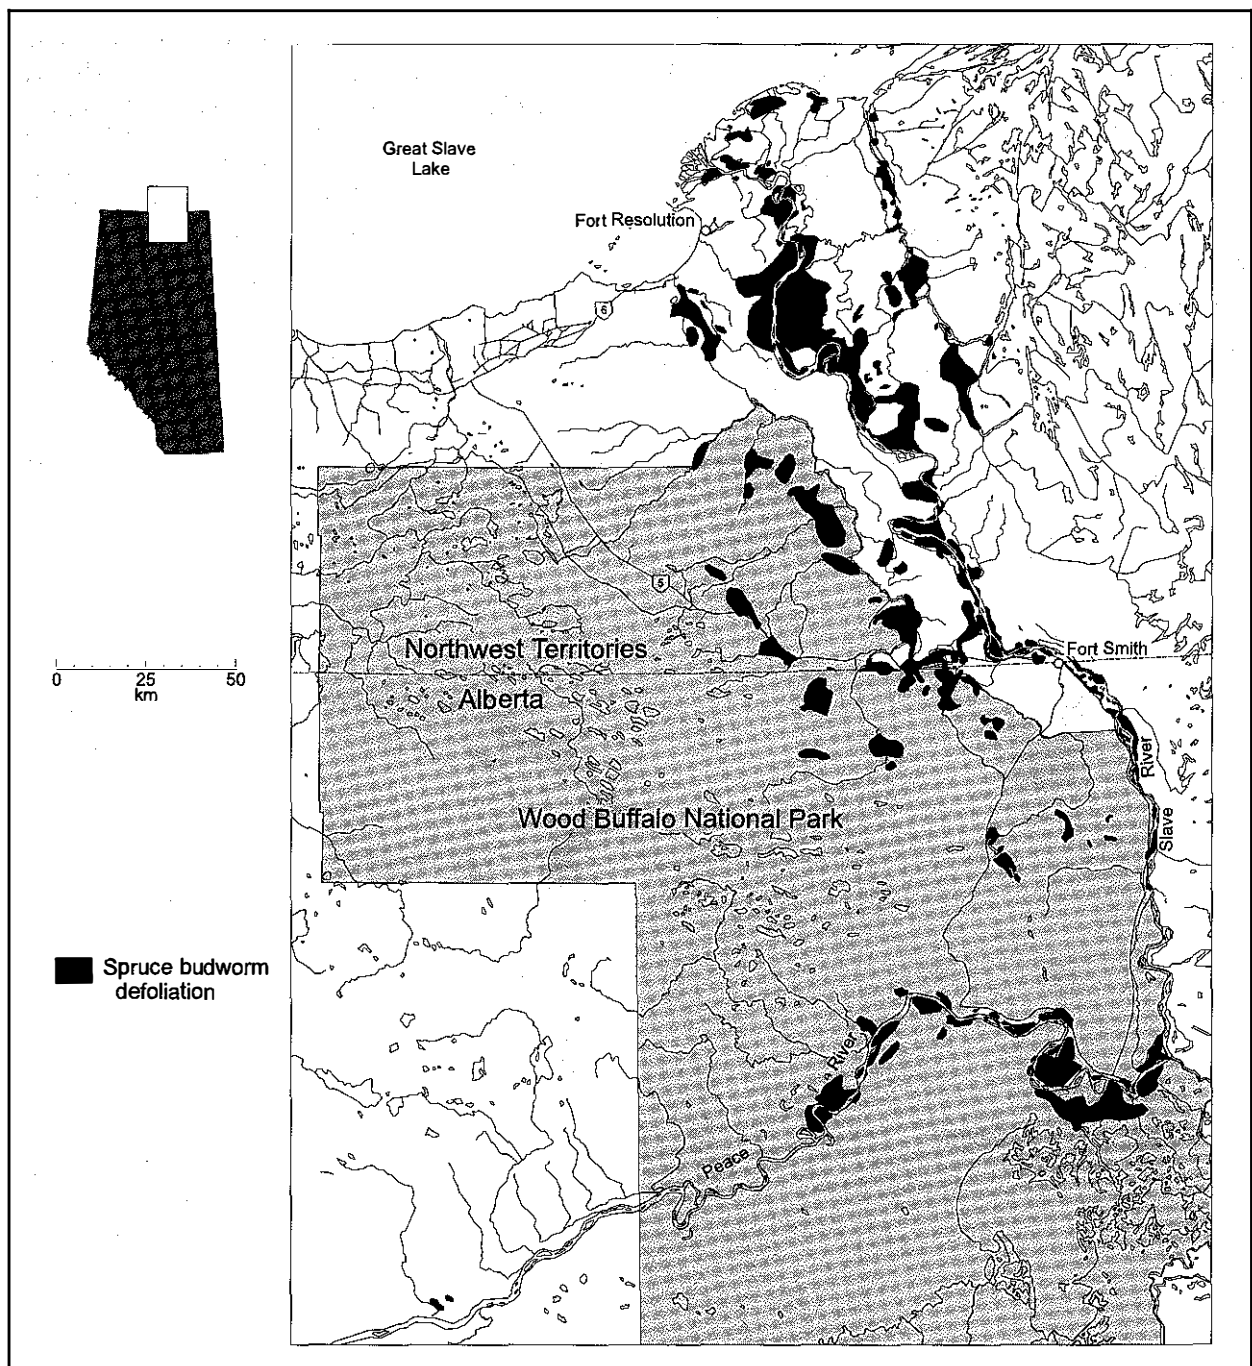 Great Slave
Lake
Fort Resolution
6
5
Northwest Territories
Fort Smith
0 25 50
km
Alberta
River
Slave
Wood Buffalo National Park
Spruce budworm
defoliation
River
Peace